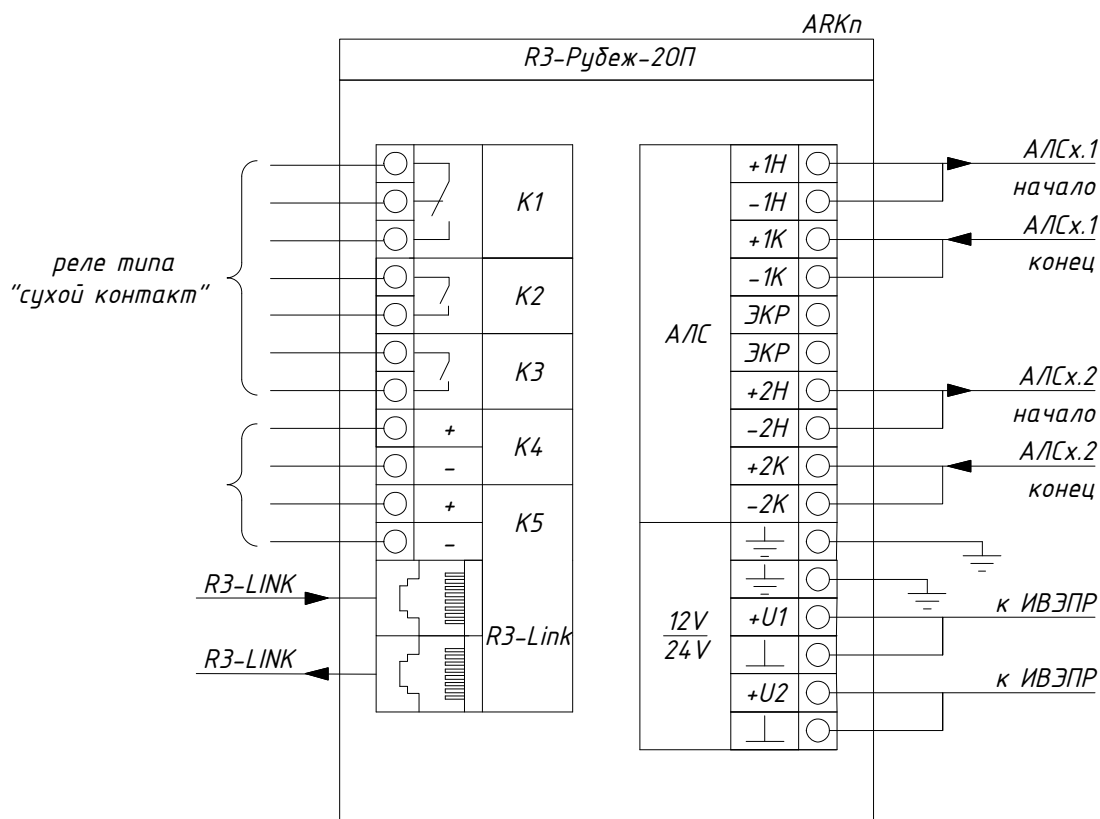 ARKn
R3-Рубеж-2ОП
K1
K2
K3
+
-
K4
+
-
K5
R3-Link
реле типа
"сухой контакт"
R3-LINK
R3-LINK
АЛС
+1Н
-1Н
+1К
-1К
ЭКР
ЭКР
+2Н
-2Н
+2К
-2К
12V
24V
+U1
+U2
АЛСх.1
начало
АЛСх.1
конец
АЛСх.2
начало
АЛСх.2
конец
к ИВЭПР
к ИВЭПР